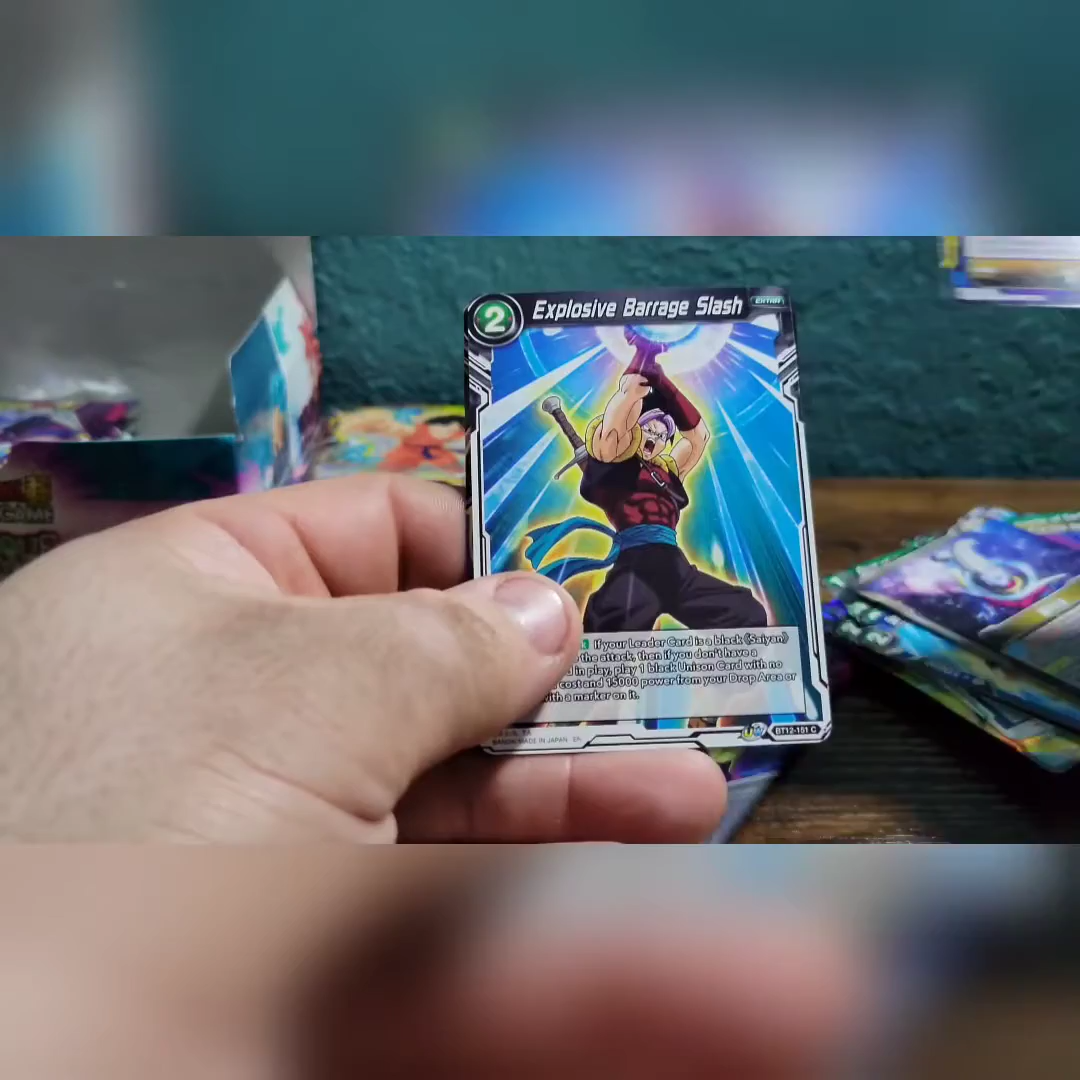 2
Explosive Barrage Slash
EXTRA
If your Leader Card is a black 《Saiyan》
the attack, then if you don't have a
in play, play 1 black Unison Card with no
cost and 15000 power from your Drop Area or
with a marker on it.
BANDAI MADE IN JAPAN
BT12-151 C